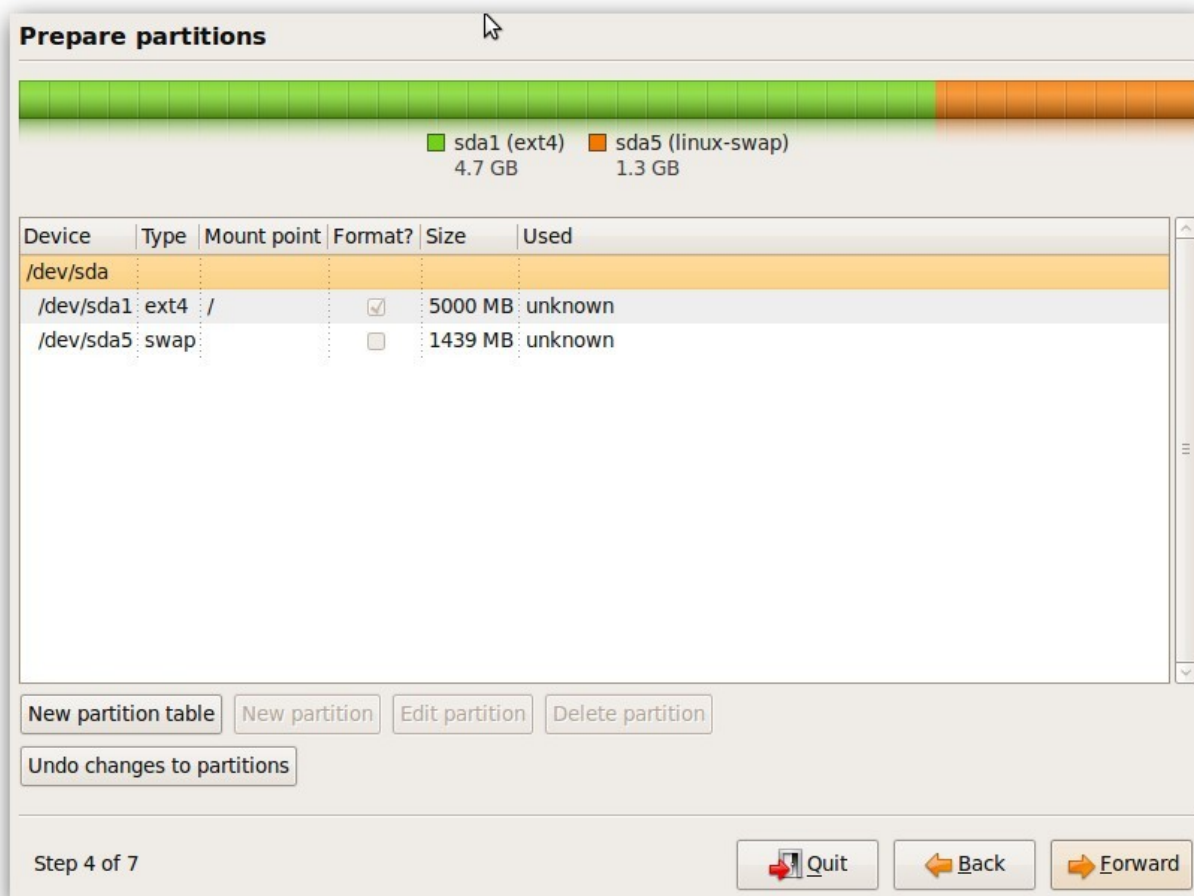 Prepare partitions
sda1 (ext4) sda5 (linux-swap)
4.7 GB 1.3 GB
Device Type Mount point Format? Size Used
/dev/sda
/dev/sda1 ext4 / 5000 MB unknown
/dev/sda5 swap 1439 MB unknown
New partition table New partition Edit partition Delete partition
Undo changes to partitions
Step 4 of 7 Quit Back Forward